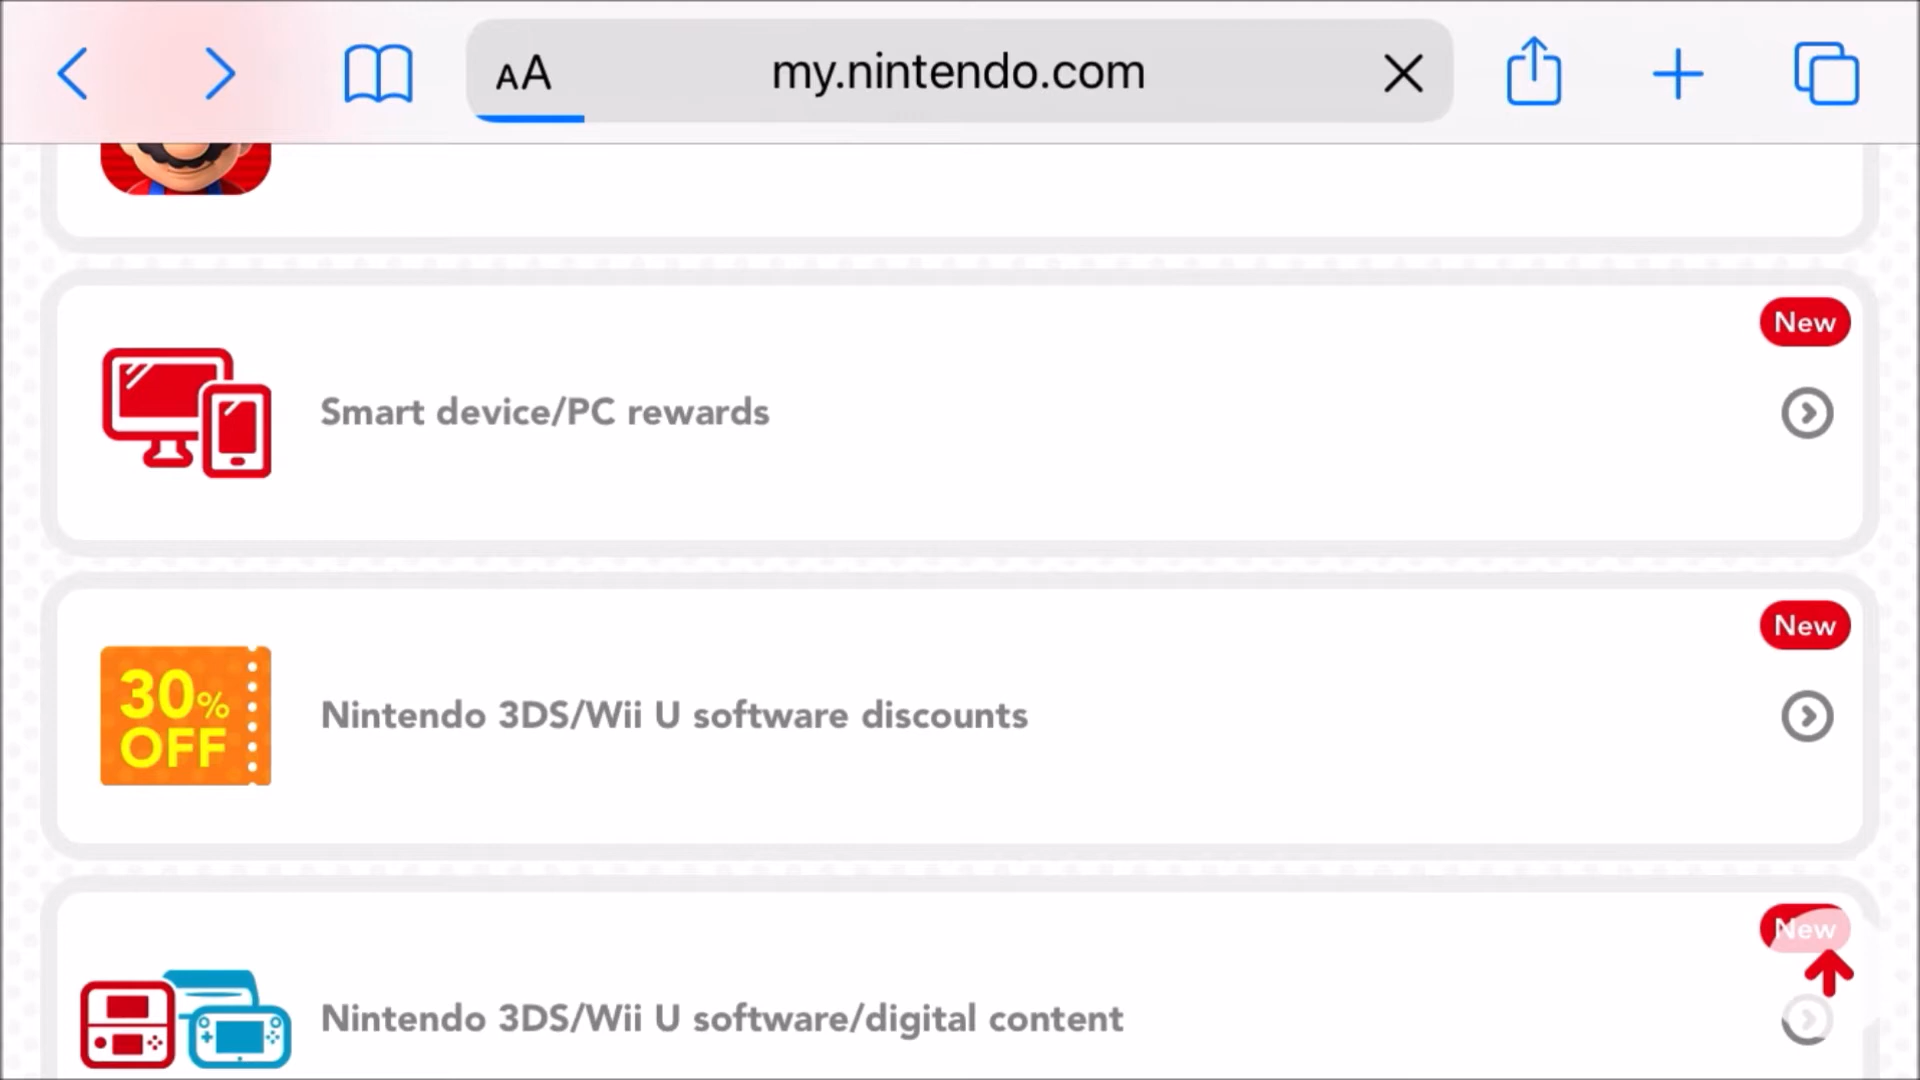 AA my.nintendo.com
New
Smart device/PC rewards
New
30% OFF
Nintendo 3DS/Wii U software discounts
New
Nintendo 3DS/Wii U software/digital content